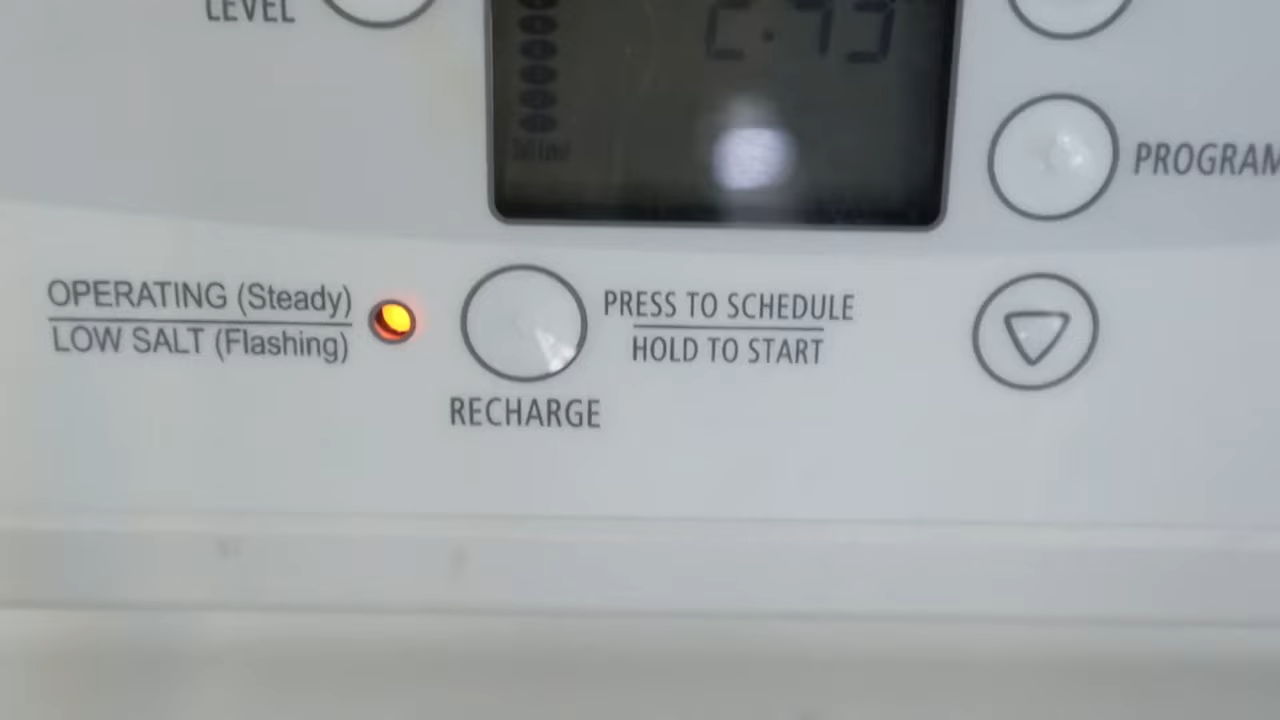 LEVEL
PROGRAM
OPERATING (Steady)
LOW SALT (Flashing)
PRESS TO SCHEDULE
HOLD TO START
RECHARGE